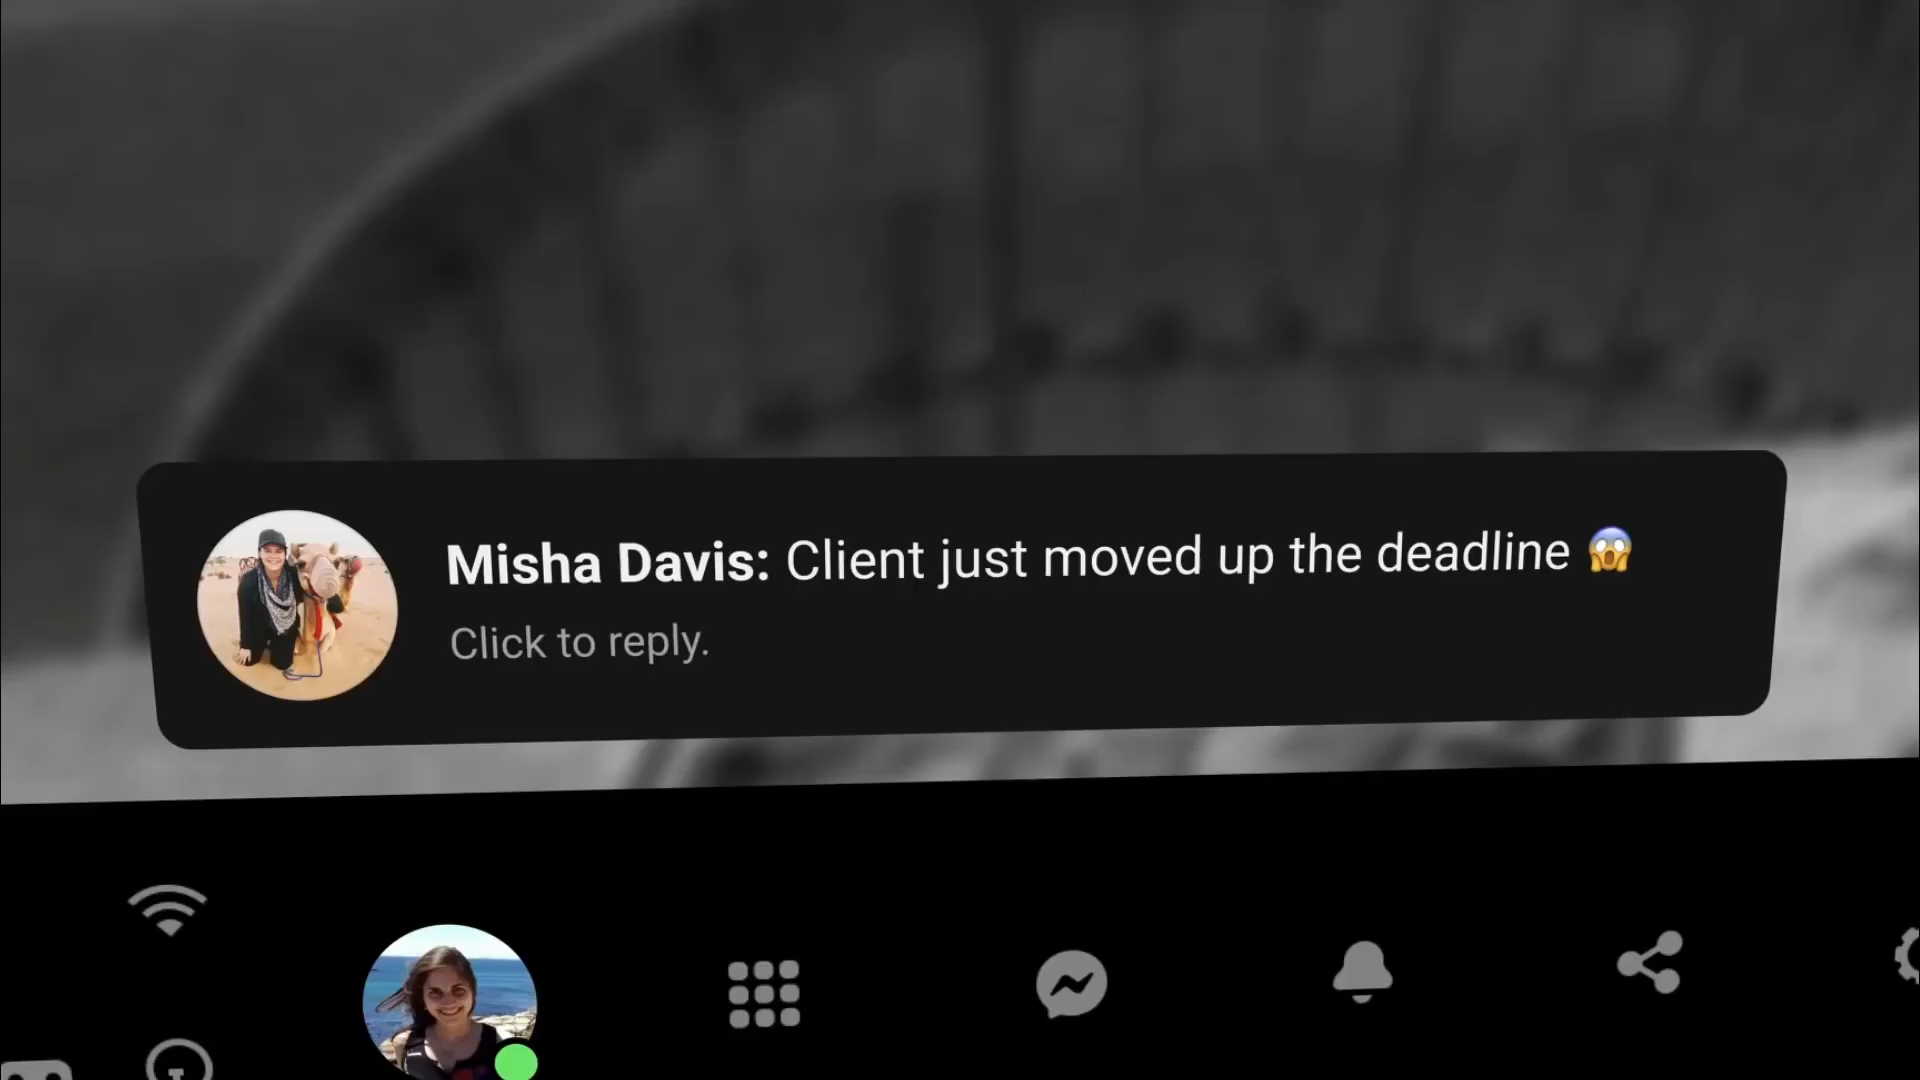 Misha Davis: Client just moved up the deadline 😱
Click to reply.